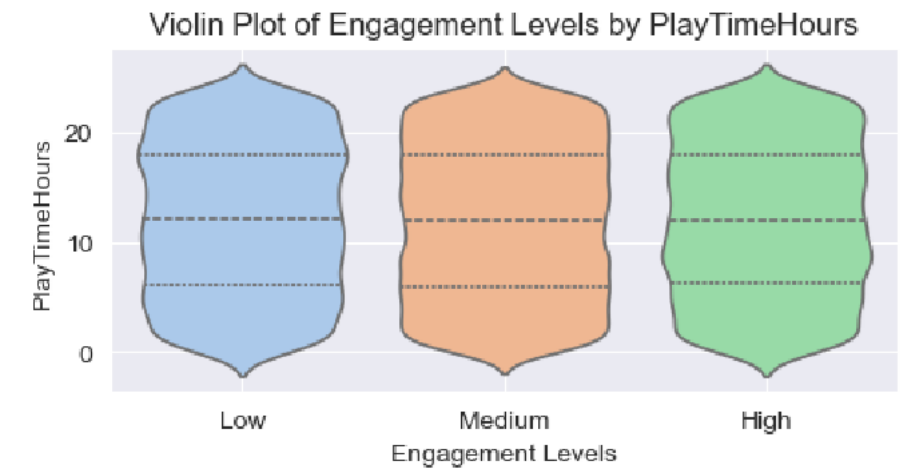 Violin Plot of Engagement Levels by PlayTimeHours
PlayTimeHours
20
10
0
Low
Medium
High
Engagement Levels